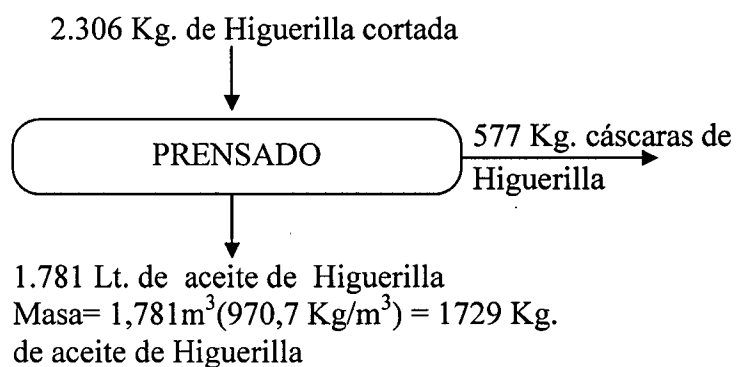 2.306 Kg. de Higuerilla cortada
PRENSADO
577 Kg. cáscaras de
Higuerilla
1.781 Lt. de aceite de Higuerilla
Masa= 1,781m³(970,7 Kg/m³) = 1729 Kg.
de aceite de Higuerilla